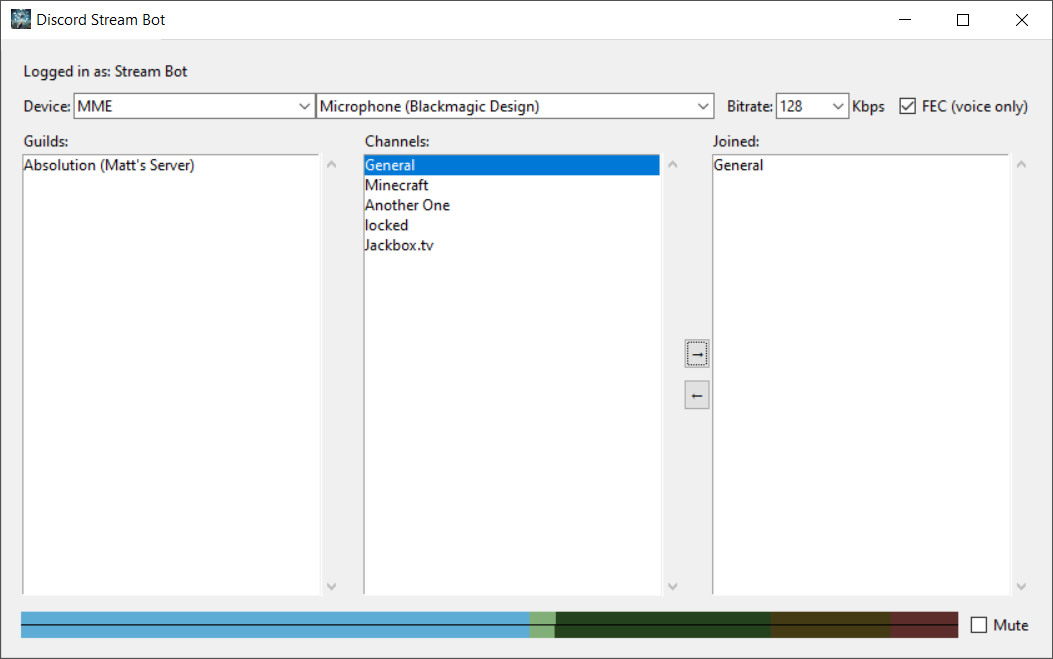 Discord Stream Bot
Logged in as: Stream Bot
Device: MME Microphone (Blackmagic Design) Bitrate: 128 Kbps FEC (voice only)
Guilds: Channels: Joined:
Absolution (Matt's Server) General General
Minecraft
Another One
locked
Jackbox.tv
→
←
Mute